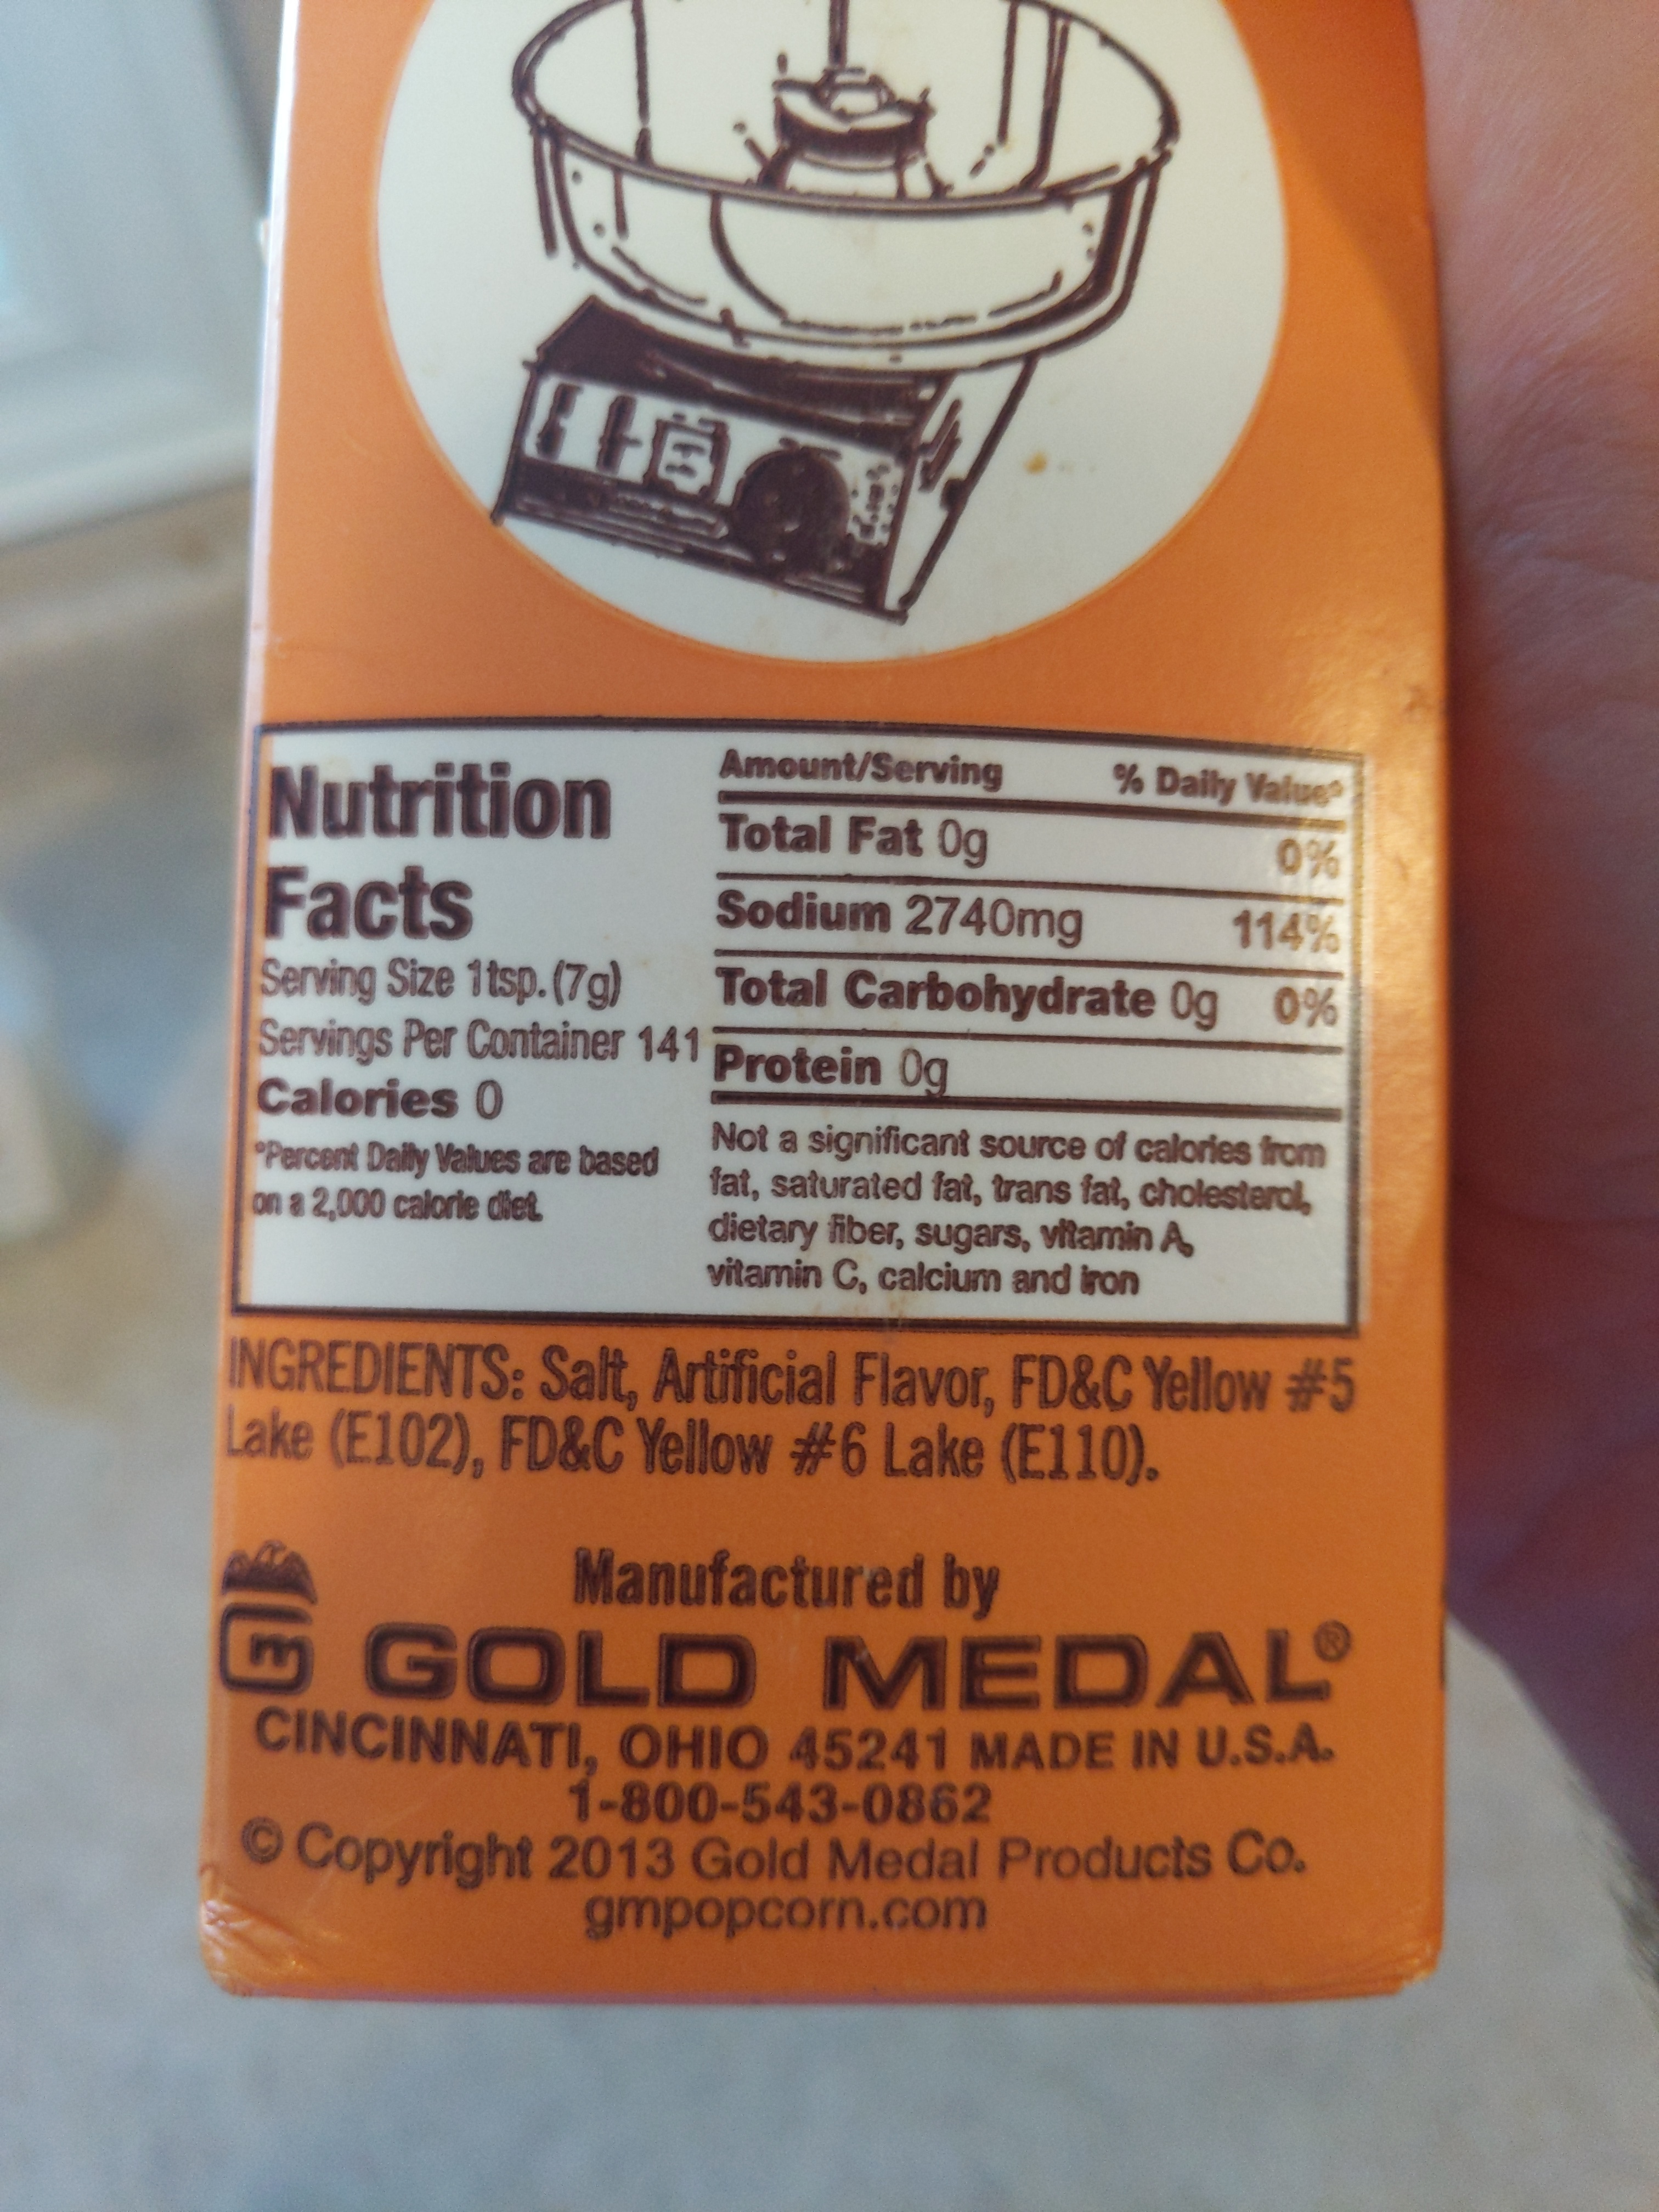 Nutrition
Facts
Serving Size 1tsp.(7g)
Servings Per Container 141
Calories 0
*Percent Daily Values are based
on a 2,000 calorie diet.
Amount/Serving % Daily Value*
Total Fat 0g 0%
Sodium 2740mg 114%
Total Carbohydrate 0g 0%
Protein 0g
Not a significant source of calories from
fat, saturated fat, trans fat, cholesterol,
dietary fiber, sugars, vitamin A,
vitamin C, calcium and iron
INGREDIENTS: Salt, Artificial Flavor, FD&C Yellow #5
Lake (E102), FD&C Yellow #6 Lake (E110).
Manufactured by
GOLD MEDAL®
CINCINNATI, OHIO 45241 MADE IN U.S.A.
1-800-543-0862
© Copyright 2013 Gold Medal Products Co.
gmpopcorn.com